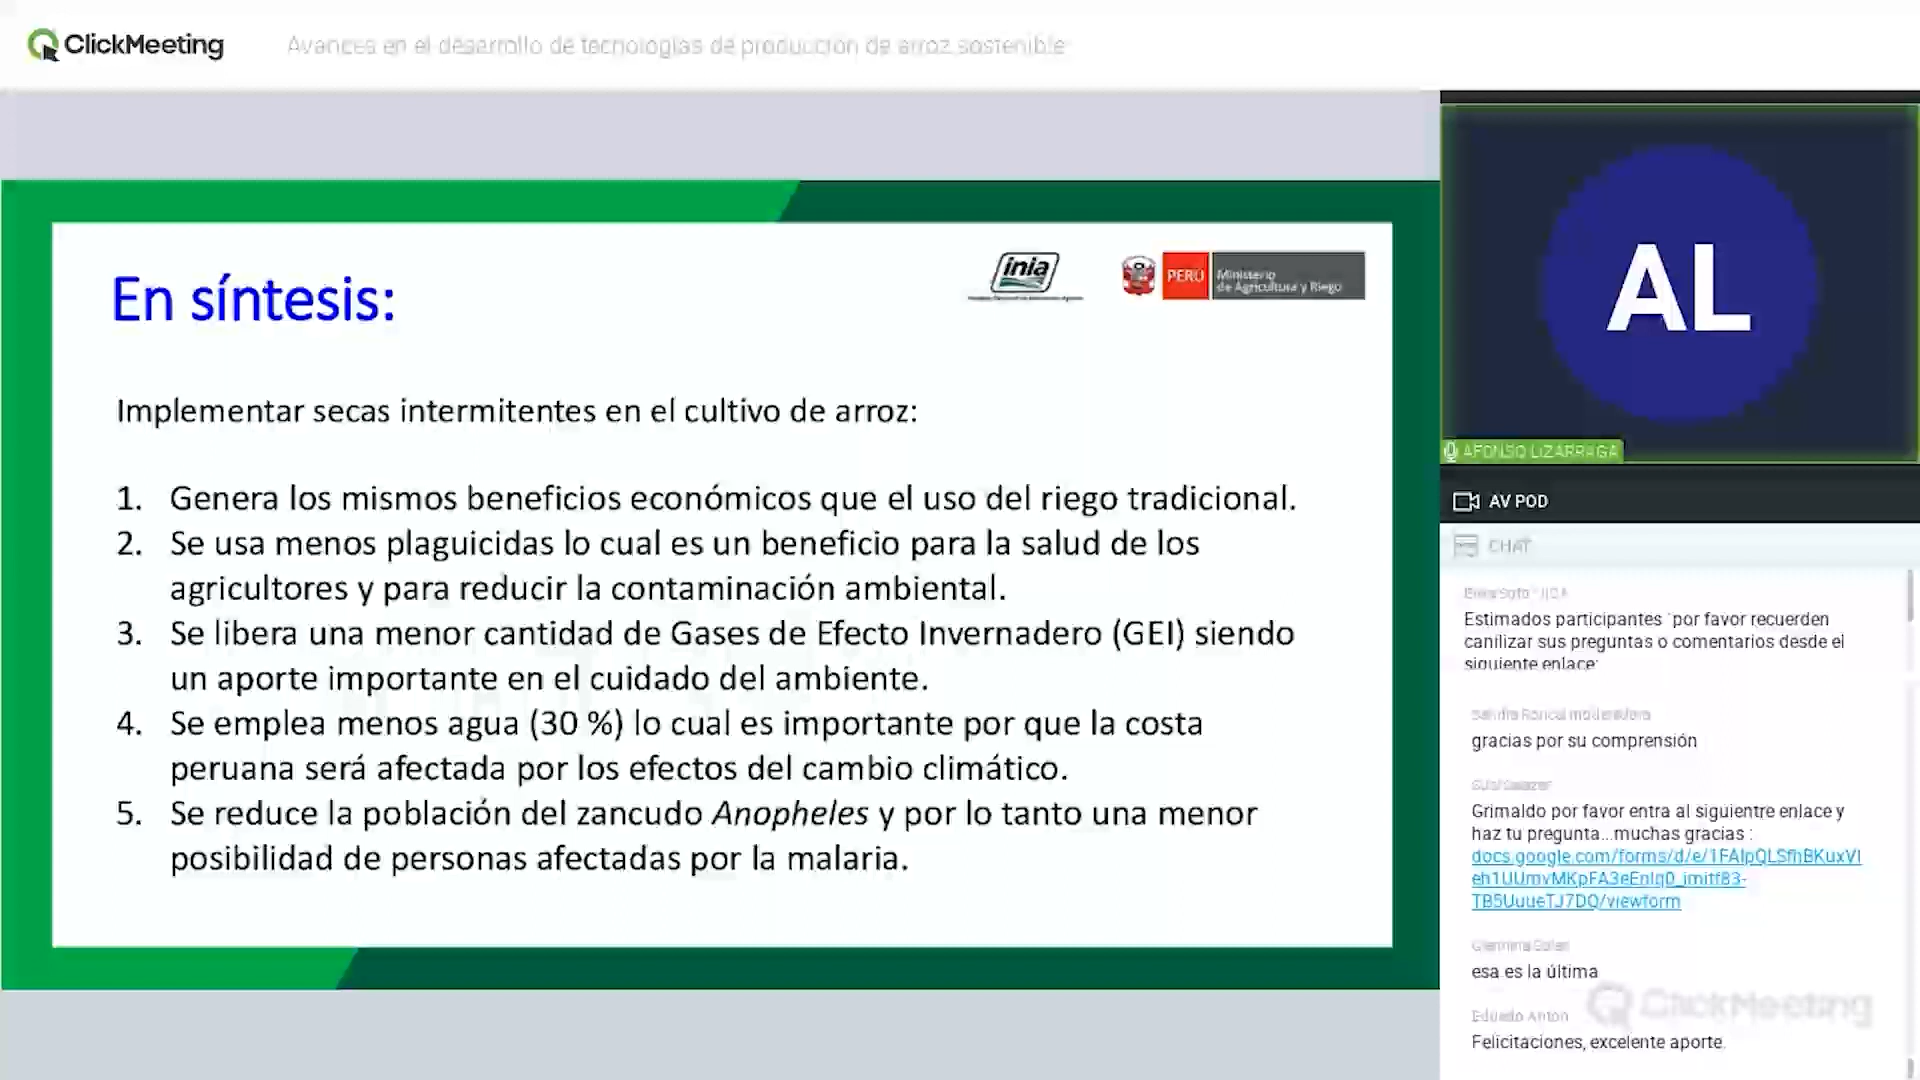 ClickMeeting
Avances en el desarrollo de tecnologías de producción de arroz sostenible
inia
PERÚ
Ministerio
de Agricultura y Riego
En síntesis:
Implementar secas intermitentes en el cultivo de arroz:
1. Genera los mismos beneficios económicos que el uso del riego tradicional.
2. Se usa menos plaguicidas lo cual es un beneficio para la salud de los
agricultores y para reducir la contaminación ambiental.
3. Se libera una menor cantidad de Gases de Efecto Invernadero (GEI) siendo
un aporte importante en el cuidado del ambiente.
4. Se emplea menos agua (30 %) lo cual es importante por que la costa
peruana será afectada por los efectos del cambio climático.
5. Se reduce la población del zancudo Anopheles y por lo tanto una menor
posibilidad de personas afectadas por la malaria.
AL
AFONSO LIZARRAGA
AV POD
CHAT
Estimados participantes ´por favor recuerden
canilizar sus preguntas o comentarios desde el
siguiente enlace:
moderadora
gracias por su comprensión
Grimaldo por favor entra al siguientre enlace y
haz tu pregunta...muchas gracias :
docs.google.com/forms/d/e/
/viewform
esa es la última
Anton
Felicitaciones, excelente aporte.
ClickMeeting